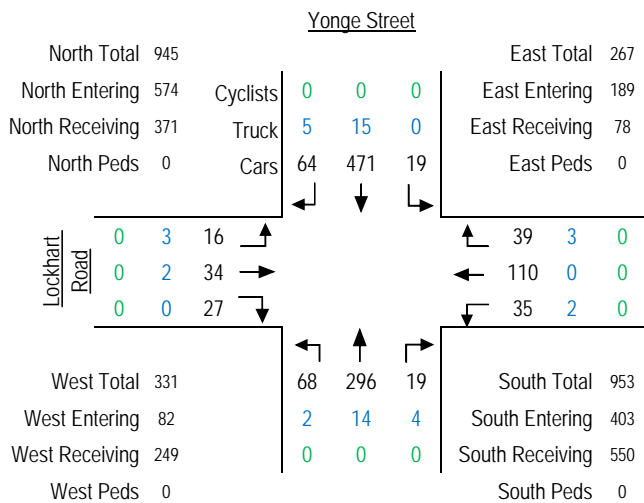 Yonge Street
North Total 945
East Total 267
North Entering 574
Cyclists 0 0 0
East Entering 189
North Receiving 371
Truck 5 15 0
East Receiving 78
North Peds 0
Cars 64 471 19
East Peds 0
Lockhart
Road
0 3 16
39 3 0
0 2 34
110 0 0
0 0 27
35 2 0
West Total 331
68 296 19
South Total 953
West Entering 82
2 14 4
South Entering 403
West Receiving 249
0 0 0
South Receiving 550
West Peds 0
South Peds 0